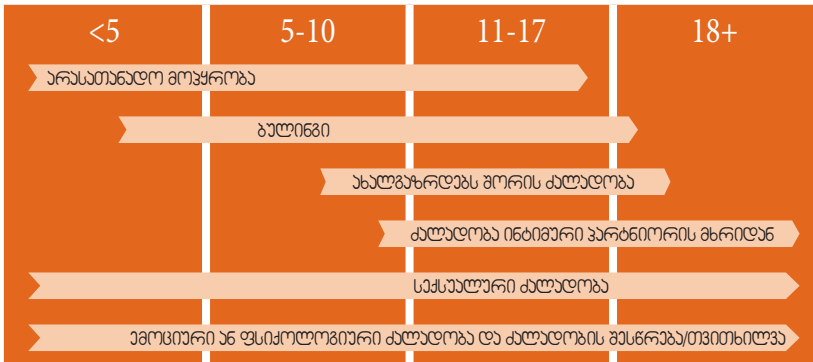 <5 5-10 11-17 18+
არასათანადო მოპყრობა
ბულინგი
ახალგაზრდებს შორის ძალადობა
ძალადობა ინტიმური პარტნიორის მხრიდან
სექსუალური ძალადობა
ემოციური ან ფსიქოლოგიური ძალადობა და ძალადობის შესწრება/თვითხილვა